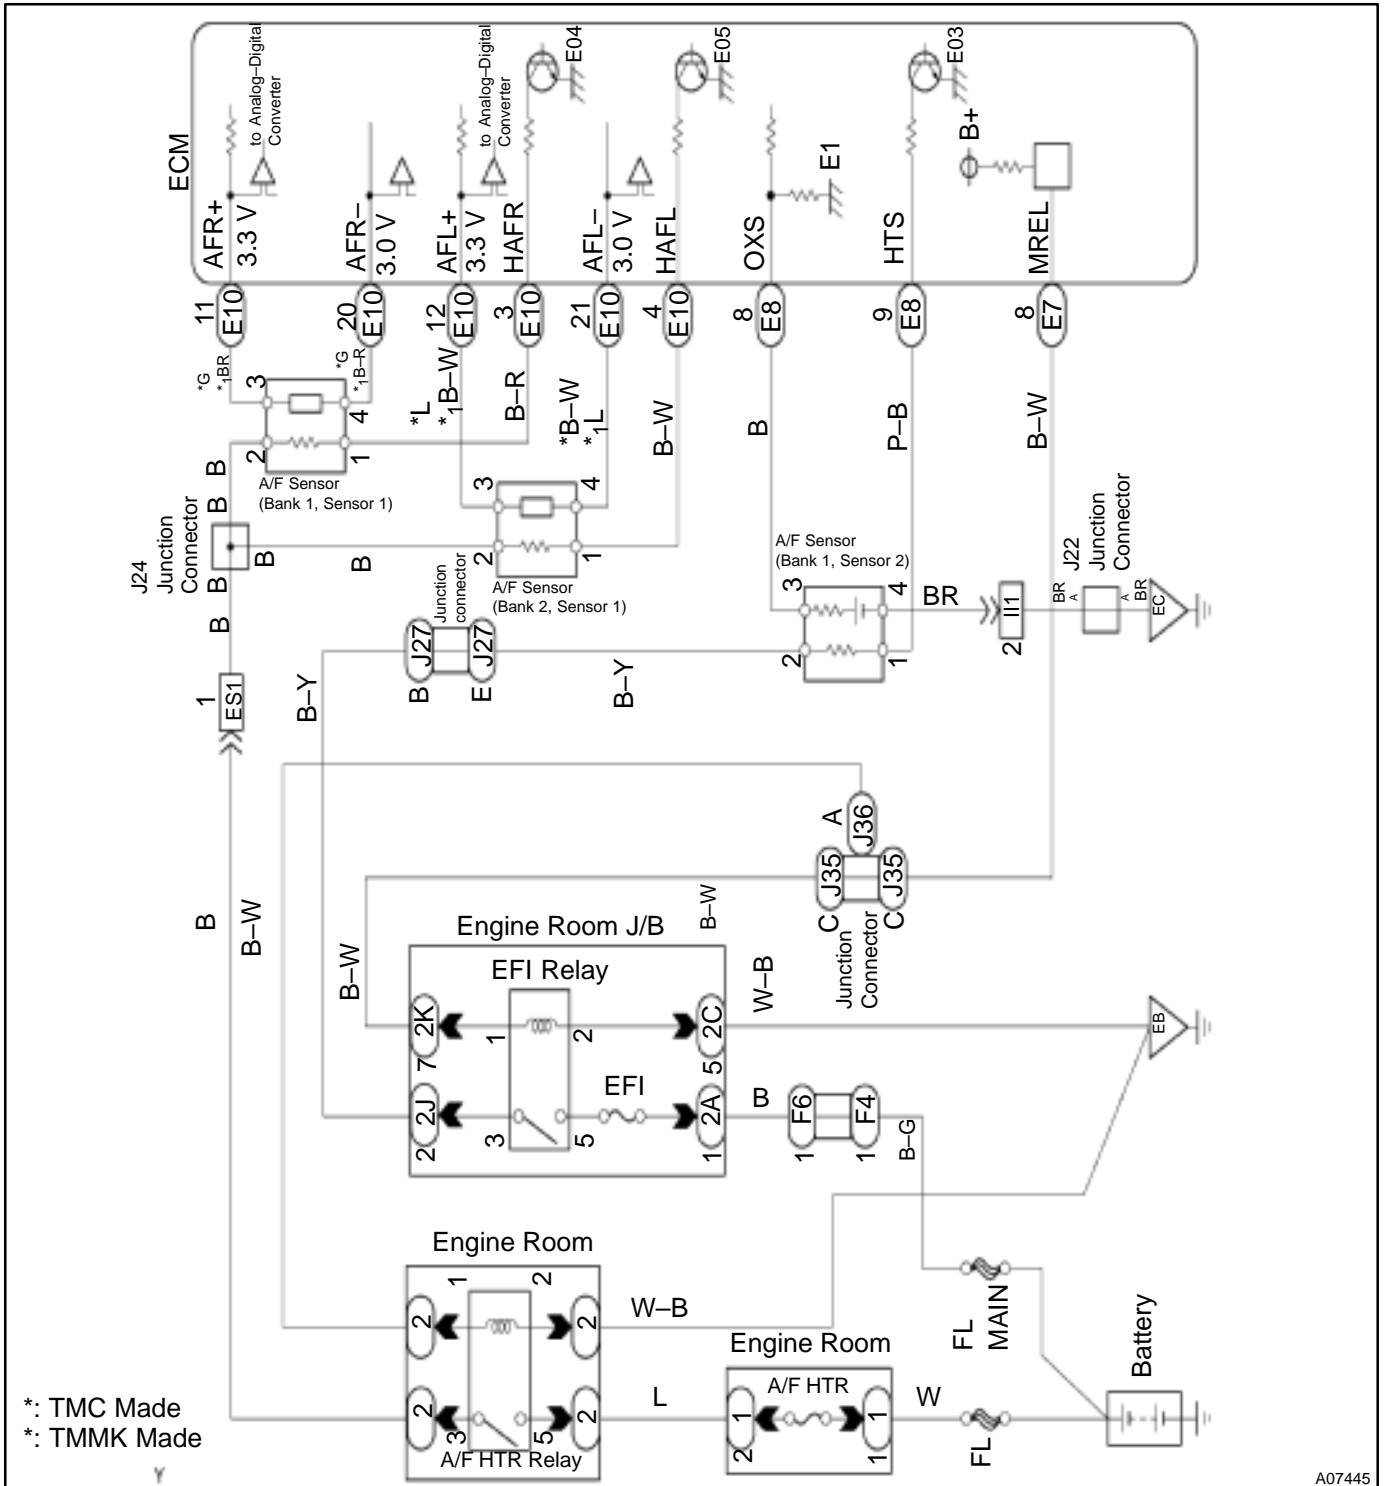 ECM
AFR+
3.3 V
to Analog–Digital
Converter
AFR–
3.0 V
AFL+
3.3 V
to Analog–Digital
Converter
HAFR
E04
AFL–
3.0 V
HAFL
E05
OXS
E1
HTS
E03
B+
MREL
11
E10
20
E10
12
E10
3
E10
21
E10
4
E10
8
E8
9
E8
8
E7
*G
*1BR
*G
*1B–R
*L
*1B–W
B–R
*B–W
*1L
B–W
B
P–B
B–W
3
4
2
1
A/F Sensor
(Bank 1, Sensor 1)
B
B
J24
Junction
Connector
B
B
B
B
3
4
2
1
A/F Sensor
(Bank 2, Sensor 1)
A/F Sensor
(Bank 1, Sensor 2)
3
4
2
1
BR
II1
2
BR
A
J22
Junction
Connector
A
BR
EC
Junction
connector
J27
J27
B
E
B–Y
B–Y
1
ES1
B
B–W
A
J36
J35
J35
C
C
Junction
Connector
B–W
B–W
Engine Room J/B
EFI Relay
2K
7
1
2
2C
5
W–B
EB
2J
2
3
5
EFI
2A
1
B
F6
1
F4
1
B–G
Engine Room
2
1
2
2
W–B
2
3
5
2
A/F HTR Relay
L
Engine Room
A/F HTR
1
2
1
1
W
FL
MAIN
FL
Battery
*: TMC Made
*: TMMK Made
Y
A07445